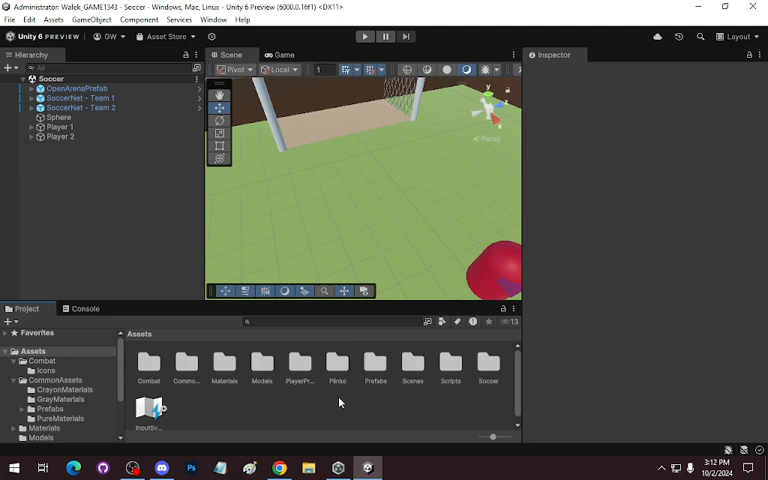 Administrator: Walek_GAME1343 - Soccer - Windows, Mac, Linux - Unity 6 Preview (6000.0.16f1) <DX11>
File Edit Assets GameObject Component Services Window Help
Unity 6 PREVIEW GW Asset Store Layout
Hierarchy Scene Game Inspector
All Pivot Local 1
Soccer
OpenArenaPrefab
SoccerNet - Team 1
SoccerNet - Team 2
Sphere
Player 1
Player 2
y
x
z
Persp
Project Console
13
Favorites
Assets
Combat
Icons
CommonAssets
CrayonMaterials
GrayMaterials
Prefabs
PureMaterials
Materials
Models
Assets
Combat Commo... Materials Models PlayerPr... Plinko Prefabs Scenes Scripts Soccer
InputSy...
3:12 PM
10/2/2024